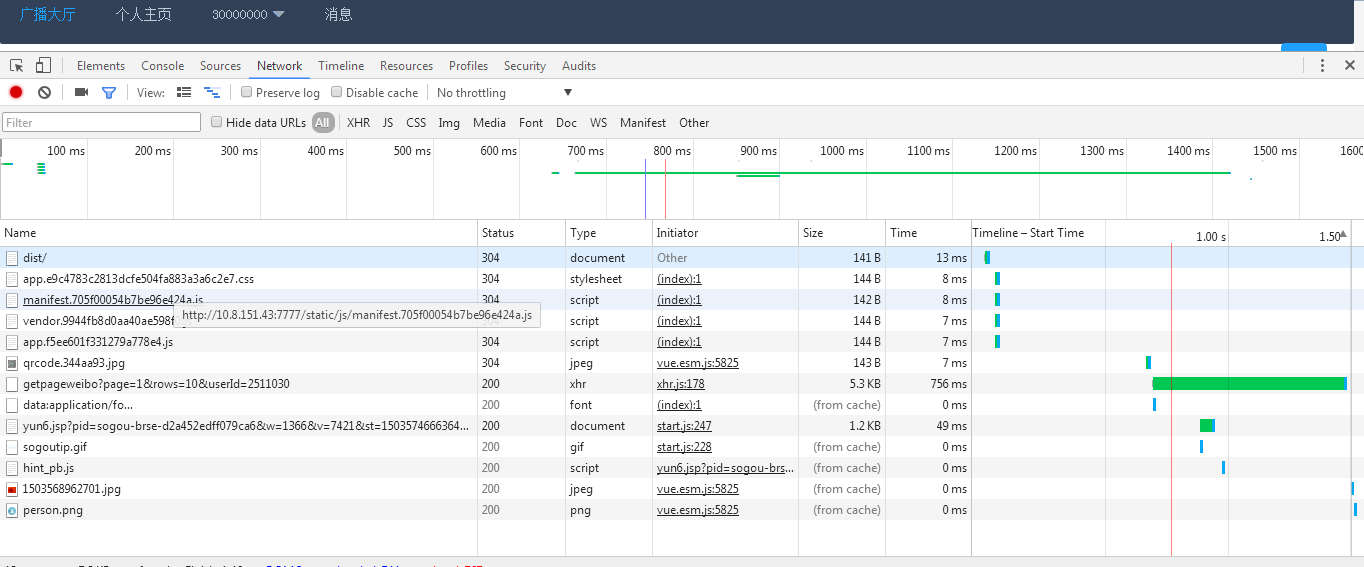 广播大厅 个人主页 30000000 消息
Elements Console Sources Network Timeline Resources Profiles Security Audits
View: Preserve log Disable cache No throttling
Filter Hide data URLs All XHR JS CSS Img Media Font Doc WS Manifest Other
100 ms 200 ms 300 ms 400 ms 500 ms 600 ms 700 ms 800 ms 900 ms 1000 ms 1100 ms 1200 ms 1300 ms 1400 ms 1500 ms 1600
Name Status Type Initiator Size Time Timeline – Start Time 1.00 s 1.50
dist/ 304 document Other 141 B 13 ms
app.e9c4783c2813dcfe504fa883a3a6c2e7.css 304 stylesheet (index):1 144 B 8 ms
manifest.705f00054b7be96e424a.js 304 script (index):1 142 B 8 ms
http://10.8.151.43:7777/static/js/manifest.705f00054b7be96e424a.js
vendor.9944fb8d0aa40ae598f script (index):1 144 B 7 ms
app.f5ee601f331279a778e4.js 304 script (index):1 144 B 7 ms
qrcode.344aa93.jpg 304 jpeg vue.esm.js:5825 143 B 7 ms
getpageweibo?page=1&rows=10&userId=2511030 200 xhr xhr.js:178 5.3 KB 756 ms
data:application/fo... 200 font (index):1 (from cache) 0 ms
yun6.jsp?pid=sogou-brse-d2a452edff079ca6&w=1366&v=7421&st=1503574666364... 200 document start.js:247 1.2 KB 49 ms
sogoutip.gif 200 gif start.js:228 (from cache) 0 ms
hint_pb.js 200 script yun6.jsp?pid=sogou-brs... (from cache) 0 ms
1503568962701.jpg 200 jpeg vue.esm.js:5825 (from cache) 0 ms
person.png 200 png vue.esm.js:5825 (from cache) 0 ms